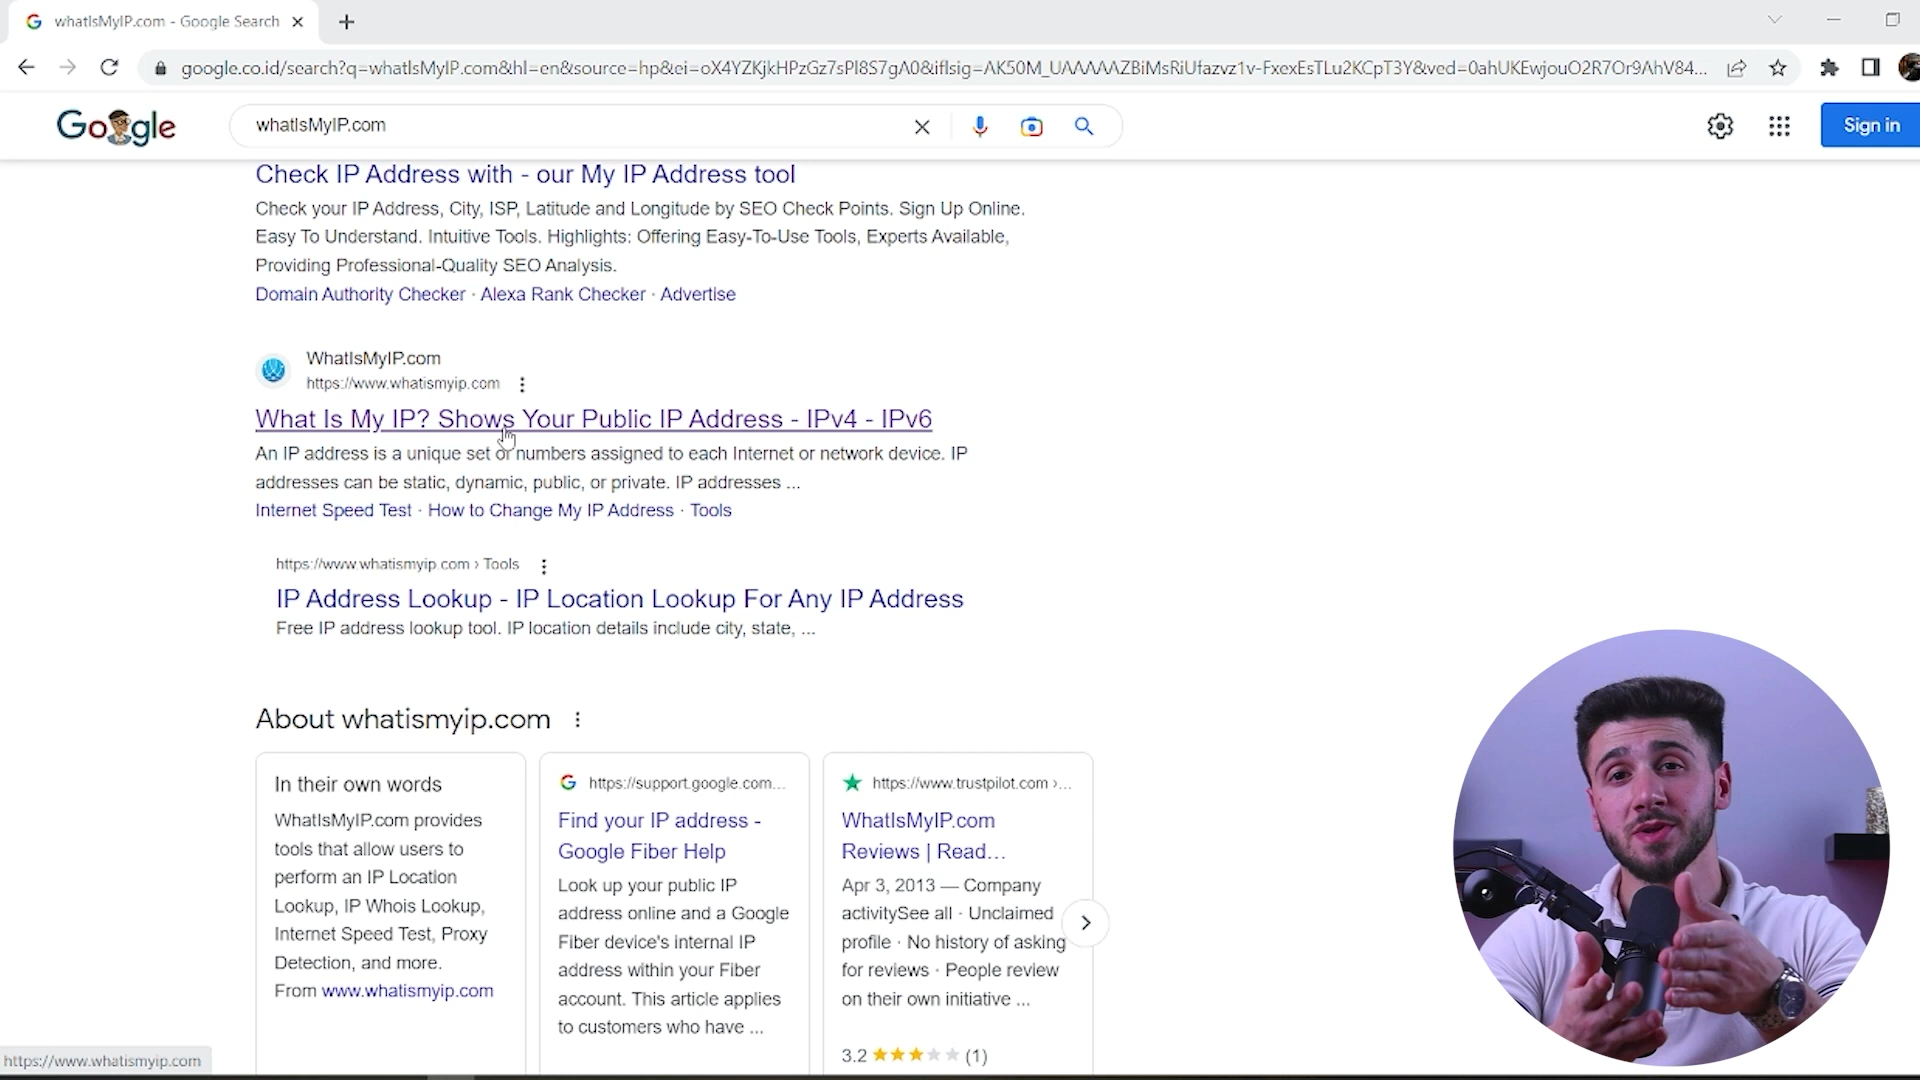 whatIsMyIP.com - Google Search
google.co.id/search?q=whatIsMyIP.com&hl=en&source=hp&ei=oX4YZKjkHPzGz7sPl8S7gA0&iflsig=AK50M_UAAAAAZBiMsRiUfazvz1v-FxexEsTLu2KCpT3Y&ved=0ahUKEwjouO2R7Or9AhV84...
Google
whatIsMyIP.com
Sign in
Check IP Address with - our My IP Address tool
Check your IP Address, City, ISP, Latitude and Longitude by SEO Check Points. Sign Up Online.
Easy To Understand. Intuitive Tools. Highlights: Offering Easy-To-Use Tools, Experts Available,
Providing Professional-Quality SEO Analysis.
Domain Authority Checker · Alexa Rank Checker · Advertise
WhatIsMyIP.com
https://www.whatismyip.com
What Is My IP? Shows Your Public IP Address - IPv4 - IPv6
An IP address is a unique set of numbers assigned to each Internet or network device. IP
addresses can be static, dynamic, public, or private. IP addresses ...
Internet Speed Test · How to Change My IP Address · Tools
https://www.whatismyip.com › Tools
IP Address Lookup - IP Location Lookup For Any IP Address
Free IP address lookup tool. IP location details include city, state, ...
About whatismyip.com
In their own words
WhatIsMyIP.com provides
tools that allow users to
perform an IP Location
Lookup, IP Whois Lookup,
Internet Speed Test, Proxy
Detection, and more.
From www.whatismyip.com
https://support.google.com...
Find your IP address -
Google Fiber Help
Look up your public IP
address online and a Google
Fiber device's internal IP
address within your Fiber
account. This article applies
to customers who have ...
https://www.trustpilot.com ›...
WhatIsMyIP.com
Reviews | Read...
Apr 3, 2013 — Company
activitySee all · Unclaimed
profile · No history of asking
for reviews · People review
on their own initiative ...
3.2 (1)
https://www.whatismyip.com